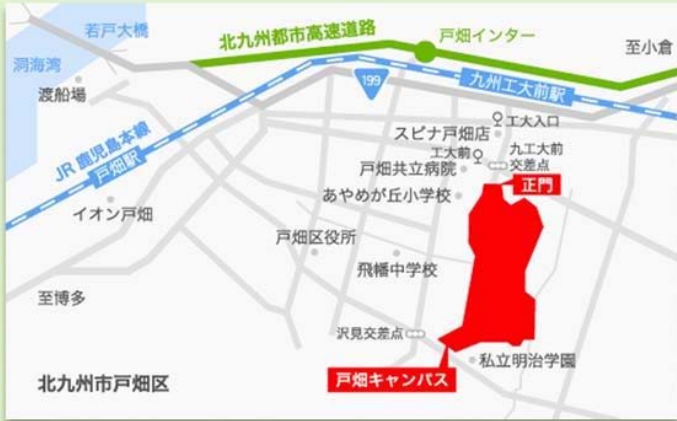 若戸大橋
北九州都市高速道路
戸畑インター
至小倉
洞海湾
渡船場
199
九州工大前駅
工大入口
スピナ戸畑店
JR 鹿児島本線
戸畑駅
工大前
九工大前
交差点
戸畑共立病院
正門
あやめが丘小学校
イオン戸畑
戸畑区役所
飛幡中学校
至博多
沢見交差点
私立明治学園
戸畑キャンパス
北九州市戸畑区